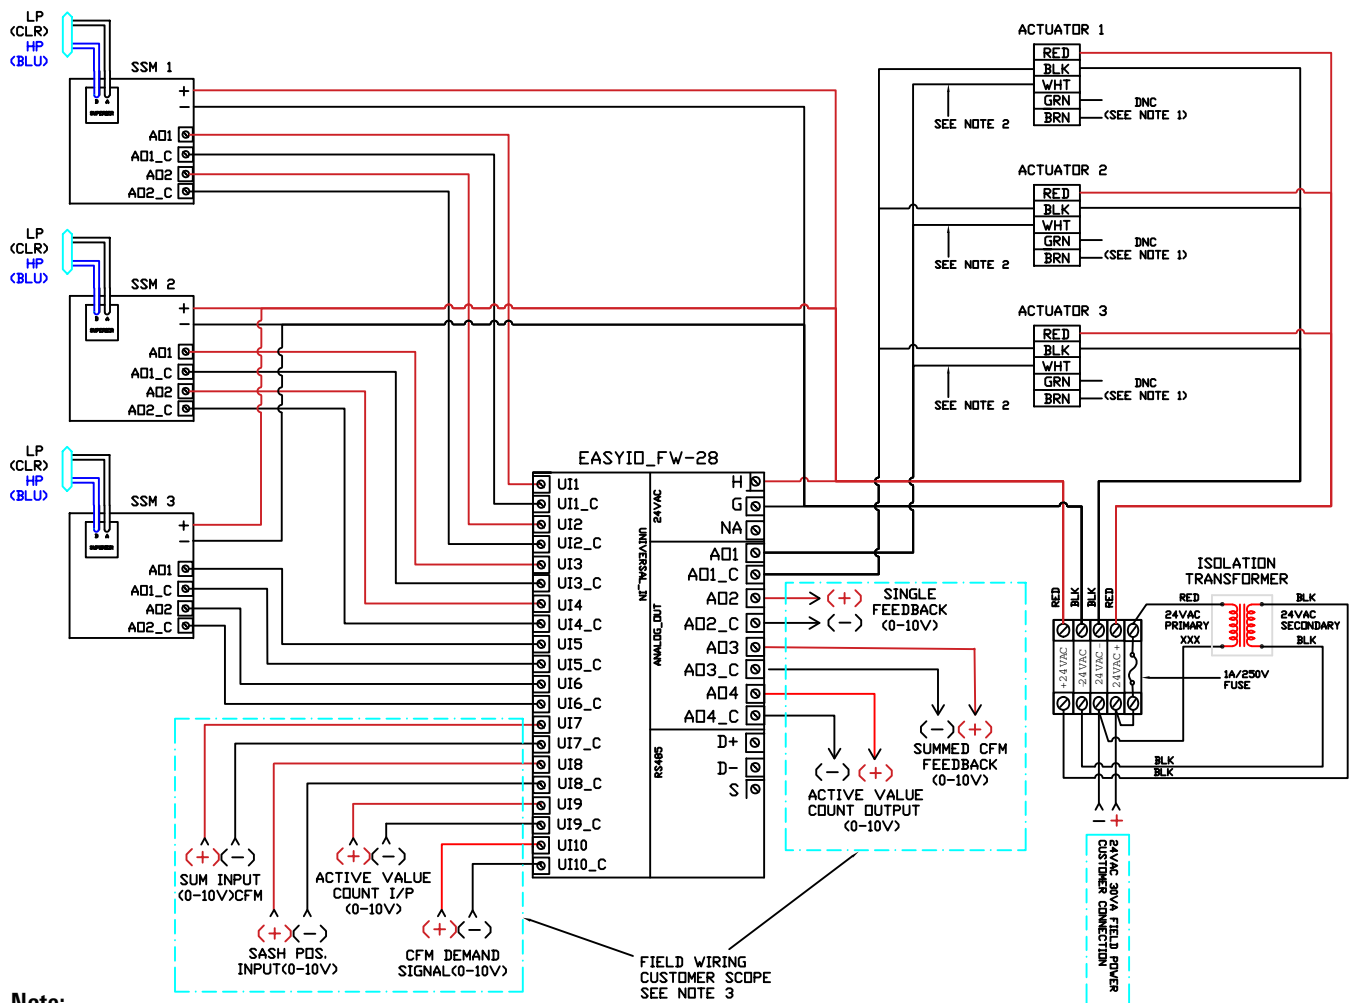 LP
(CLR)
HP
(BLU)
SSM 1
D A
+
−
AO1
AO1_C
AO2
AO2_C
LP
(CLR)
HP
(BLU)
SSM 2
D A
+
−
AO1
AO1_C
AO2
AO2_C
LP
(CLR)
HP
(BLU)
SSM 3
D A
+
−
AO1
AO1_C
AO2
AO2_C
ACTUATOR 1
RED
BLK
WHT
GRN
BRN
DNC
(SEE NOTE 1)
SEE NOTE 2
ACTUATOR 2
RED
BLK
WHT
GRN
BRN
DNC
(SEE NOTE 1)
SEE NOTE 2
ACTUATOR 3
RED
BLK
WHT
GRN
BRN
DNC
(SEE NOTE 1)
SEE NOTE 2
EASYIO_FW-28
UI1
UI1_C
UI2
UI2_C
UI3
UI3_C
UI4
UI4_C
UI5
UI5_C
UI6
UI6_C
UI7
UI7_C
UI8
UI8_C
UI9
UI9_C
UI10
UI10_C
UNIVERSAL_IN
24VAC
ANALOG_OUT
RS485
H
G
NA
AO1
AO1_C
AO2
AO2_C
AO3
AO3_C
AO4
AO4_C
D+
D-
S
(+) SINGLE
FEEDBACK
(−) (0-10V)
(−) (+)
SUMMED CFM
FEEDBACK
(0-10V)
(−) (+)
ACTIVE VALUE
COUNT OUTPUT
(0-10V)
(+) (−)
SUM INPUT
(0-10V)CFM
(+) (−)
ACTIVE VALUE
COUNT I/P
(0-10V)
(+) (−)
SASH POS.
INPUT(0-10V)
(+) (−)
CFM DEMAND
SIGNAL(0-10V)
FIELD WIRING
CUSTOMER SCOPE
SEE NOTE 3
ISOLATION
TRANSFORMER
RED
24VAC
PRIMARY
XXX
BLK
24VAC
SECONDARY
BLK
RED
BLK
BLK
RED
+24VAC
-24VAC
24VAC -
24VAC +
1A/250V
FUSE
BLK
BLK
− +
24VAC 30VA FIELD POWER
CUSTOMER CONNECTION
Note: